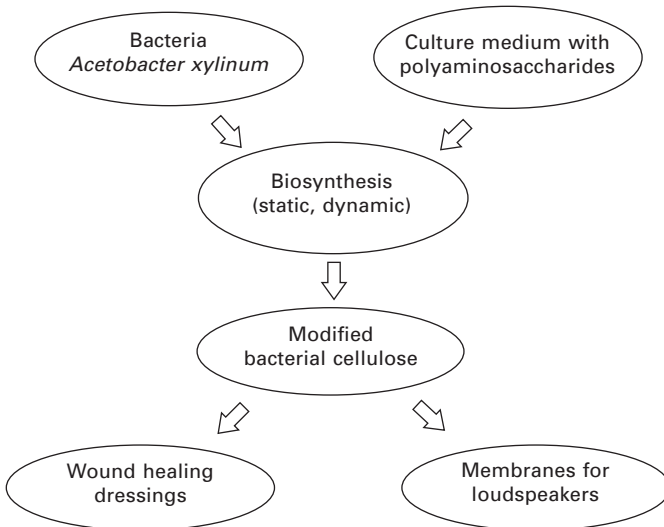 Bacteria
Acetobacter xylinum
Culture medium with
polyaminosaccharides
Biosynthesis
(static, dynamic)
Modified
bacterial cellulose
Wound healing
dressings
Membranes for
loudspeakers